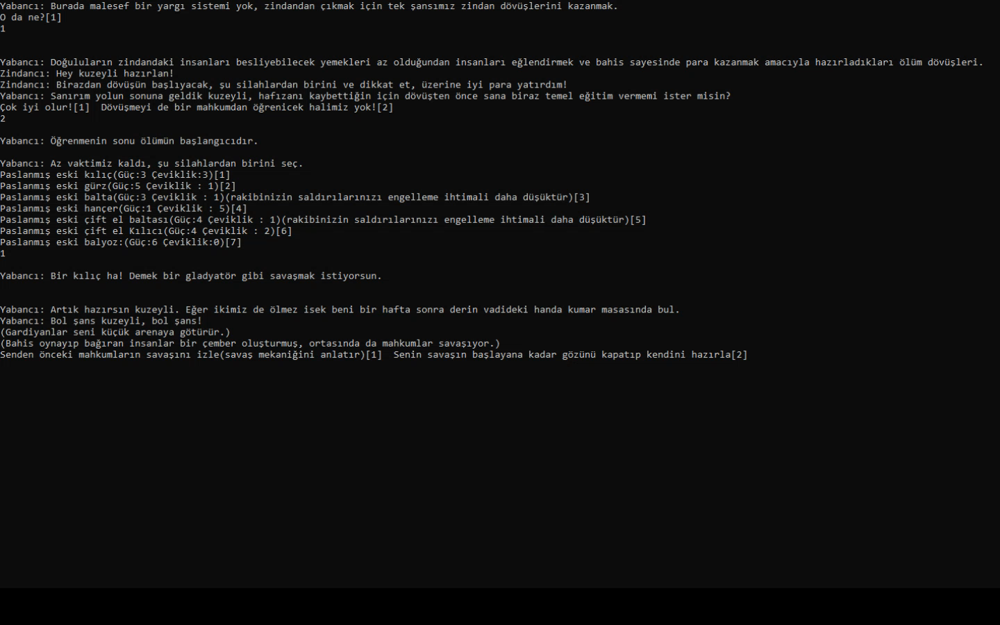 Yabancı: Burada malesef bir yargı sistemi yok, zindandan çıkmak için tek şansımız zindan dövüşlerini kazanmak.
O da ne?[1]
1
Yabancı: Doğuluların zindandaki insanları besliyebilecek yemekleri az olduğundan insanları eğlendirmek ve bahis sayesinde para kazanmak amacıyla hazırladıkları ölüm dövüşleri.
Zindancı: Hey kuzeyli hazırlan!
Zindancı: Birazdan dövüşün başlıyacak, şu silahlardan birini ve dikkat et, üzerine iyi para yatırdım!
Yabancı: Sanırım yolun sonuna geldik kuzeyli, hafızanı kaybettiğin için dövüşten önce sana biraz temel eğitim vermemi ister misin?
Çok iyi olur![1]  Dövüşmeyi de bir mahkumdan öğrenicek halimiz yok![2]
2
Yabancı: Öğrenmenin sonu ölümün başlangıcıdır.
Yabancı: Az vaktimiz kaldı, şu silahlardan birini seç.
Paslanmış eski kılıç(Güç:3 Çeviklik:3)[1]
Paslanmış eski gürz(Güç:5 Çeviklik : 1)[2]
Paslanmış eski balta(Güç:3 Çeviklik : 1)(rakibinizin saldırılarınızı engelleme ihtimali daha düşüktür)[3]
Paslanmış eski hançer(Güç:1 Çeviklik : 5)[4]
Paslanmış eski çift el baltası(Güç:4 Çeviklik : 1)(rakibinizin saldırılarınızı engelleme ihtimali daha düşüktür)[5]
Paslanmış eski çift el Kılıcı(Güç:4 Çeviklik : 2)[6]
Paslanmış eski balyoz:(Güç:6 Çeviklik:0)[7]
1
Yabancı: Bir kılıç ha! Demek bir gladyatör gibi savaşmak istiyorsun.
Yabancı: Artık hazırsın kuzeyli. Eğer ikimiz de ölmez isek beni bir hafta sonra derin vadideki handa kumar masasında bul.
Yabancı: Bol şans kuzeyli, bol şans!
(Gardiyanlar seni küçük arenaya götürür.)
(Bahis oynayıp bağıran insanlar bir çember oluşturmuş, ortasında da mahkumlar savaşıyor.)
Senden önceki mahkumların savaşını izle(savaş mekaniğini anlatır)[1]  Senin savaşın başlayana kadar gözünü kapatıp kendini hazırla[2]